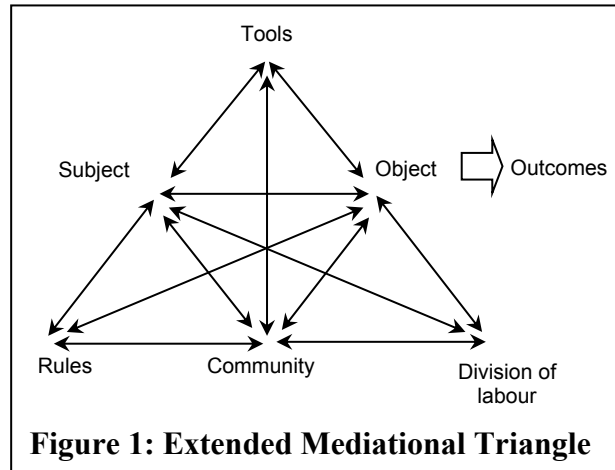 Tools
Subject
Object
Outcomes
Rules
Community
Division of
labour
Figure 1: Extended Mediational Triangle